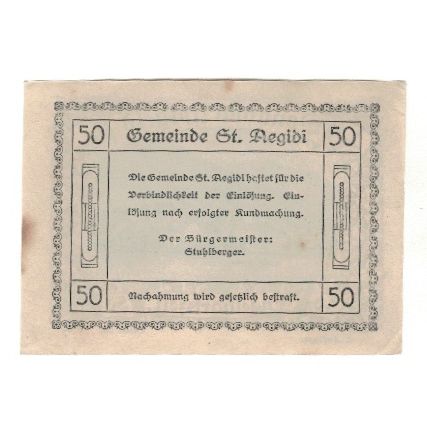 50 Gemeinde St. Aegidi 50
Die Gemeinde St. Aegidi haftet für die
Verbindlichkeit der Einlösung. Ein-
lösung nach erfolgter Kundmachung.
Der Bürgermeister:
Stuhlberger.
50 Nachahmung wird gesetzlich bestraft. 50